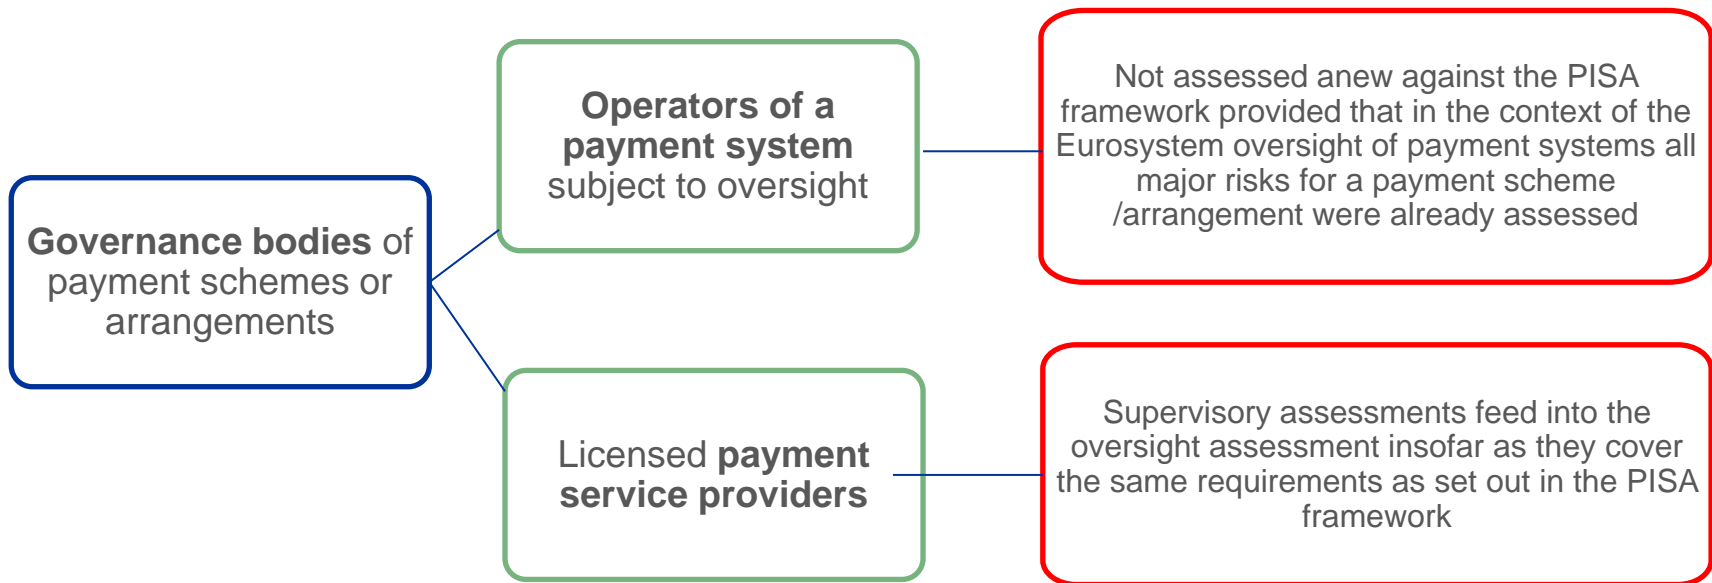 Governance bodies of
payment schemes or
arrangements
Operators of a
payment system
subject to oversight
Not assessed anew against the PISA
framework provided that in the context of the
Eurosystem oversight of payment systems all
major risks for a payment scheme
/arrangement were already assessed
Licensed payment
service providers
Supervisory assessments feed into the
oversight assessment insofar as they cover
the same requirements as set out in the PISA
framework